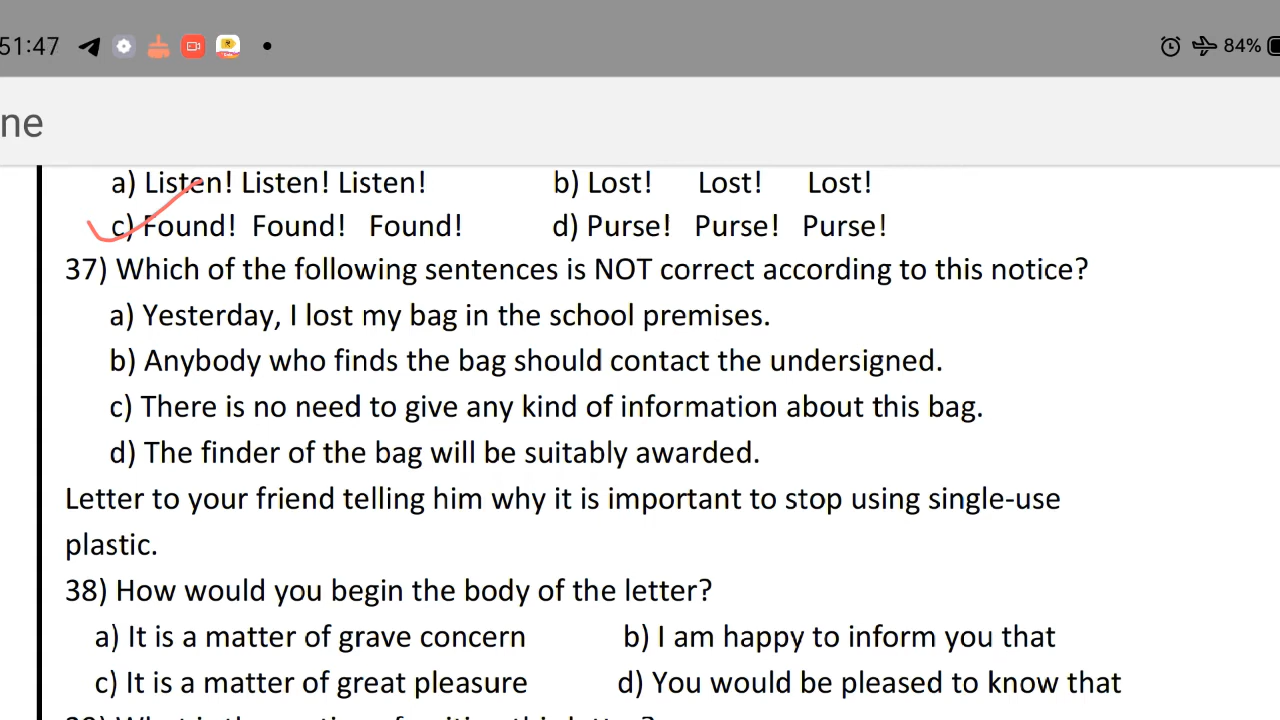 51:47 84%
ne
a) Listen! Listen! Listen! b) Lost! Lost! Lost!
c) Found! Found! Found! d) Purse! Purse! Purse!
37) Which of the following sentences is NOT correct according to this notice?
a) Yesterday, I lost my bag in the school premises.
b) Anybody who finds the bag should contact the undersigned.
c) There is no need to give any kind of information about this bag.
d) The finder of the bag will be suitably awarded.
Letter to your friend telling him why it is important to stop using single-use
plastic.
38) How would you begin the body of the letter?
a) It is a matter of grave concern b) I am happy to inform you that
c) It is a matter of great pleasure d) You would be pleased to know that